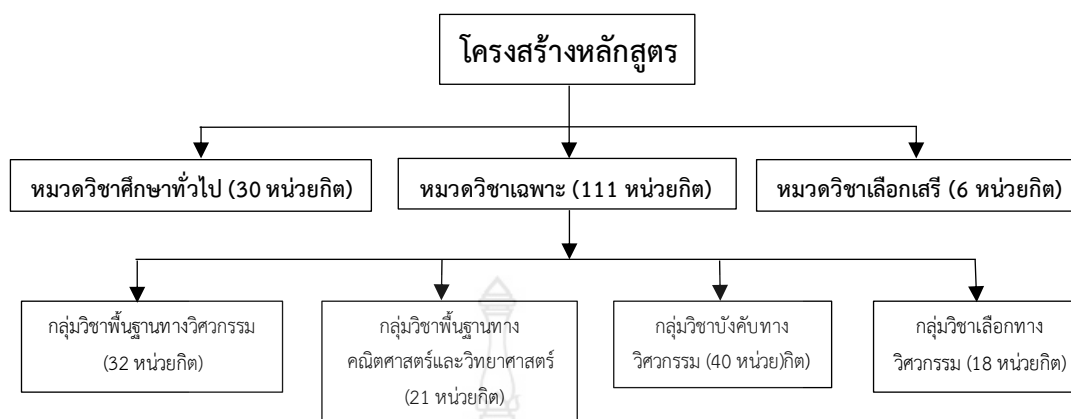 โครงสร้างหลักสูตร
หมวดวิชาศึกษาทั่วไป (30 หน่วยกิต)
หมวดวิชาเฉพาะ (111 หน่วยกิต)
หมวดวิชาเลือกเสรี (6 หน่วยกิต)
กลุ่มวิชาพื้นฐานทางวิศวกรรม
(32 หน่วยกิต)
กลุ่มวิชาพื้นฐานทาง
คณิตศาสตร์และวิทยาศาสตร์
(21 หน่วยกิต)
กลุ่มวิชาบังคับทาง
วิศวกรรม (40 หน่วย)กิต)
กลุ่มวิชาเลือกทาง
วิศวกรรม (18 หน่วยกิต)